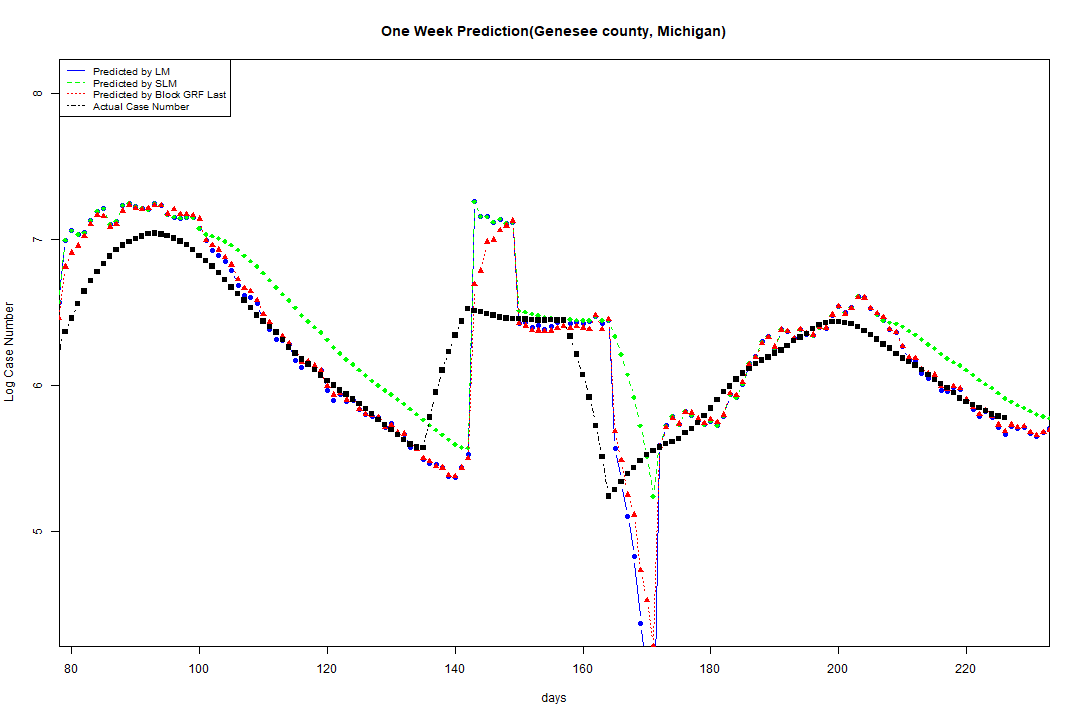 One Week Prediction(Genesee county, Michigan)
Predicted by LM
Predicted by SLM
Predicted by Block GRF Last
Actual Case Number
Log Case Number
8
7
6
5
80 100 120 140 160 180 200 220
days